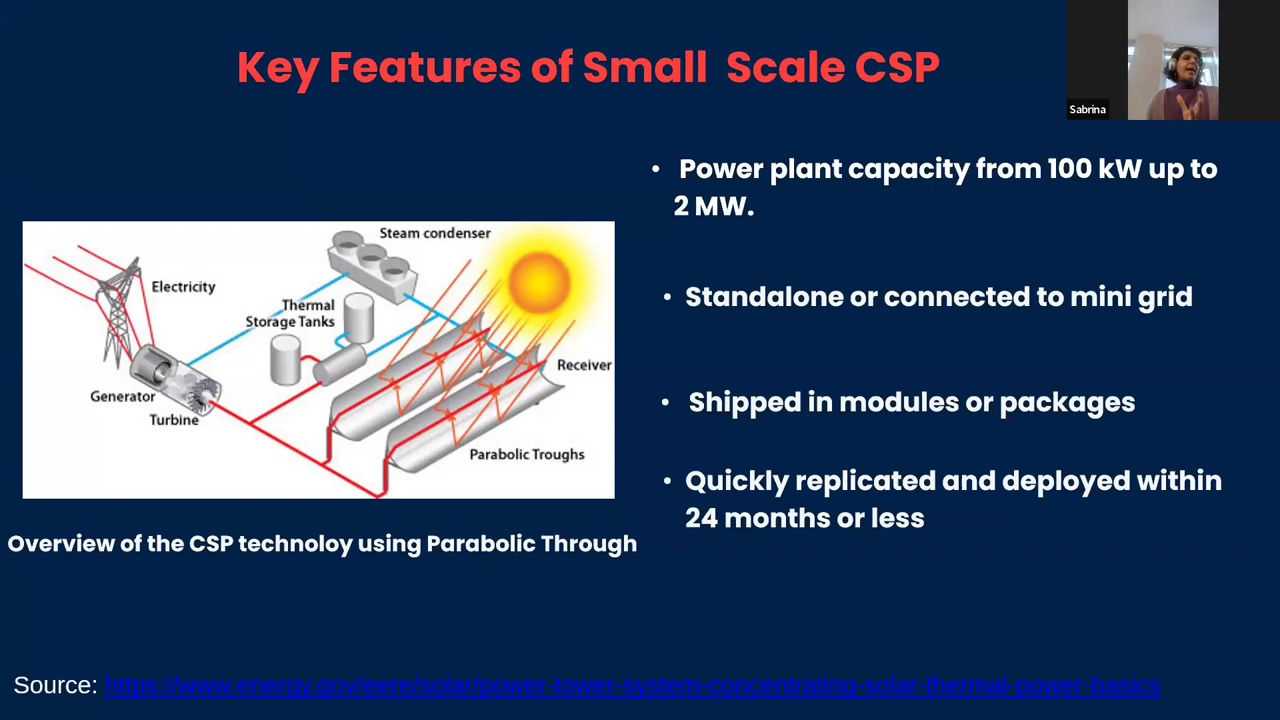 Key Features of Small  Scale CSP
Sabrina
• Power plant capacity from 100 kW up to
2 MW.
• Standalone or connected to mini grid
• Shipped in modules or packages
• Quickly replicated and deployed within
24 months or less
Steam condenser
Electricity
Thermal
Storage Tanks
Receiver
Generator
Turbine
Parabolic Troughs
Overview of the CSP technoloy using Parabolic Through
Source: https://www.energy.gov/eere/solar/power-tower-system-concentrating-solar-thermal-power-basics